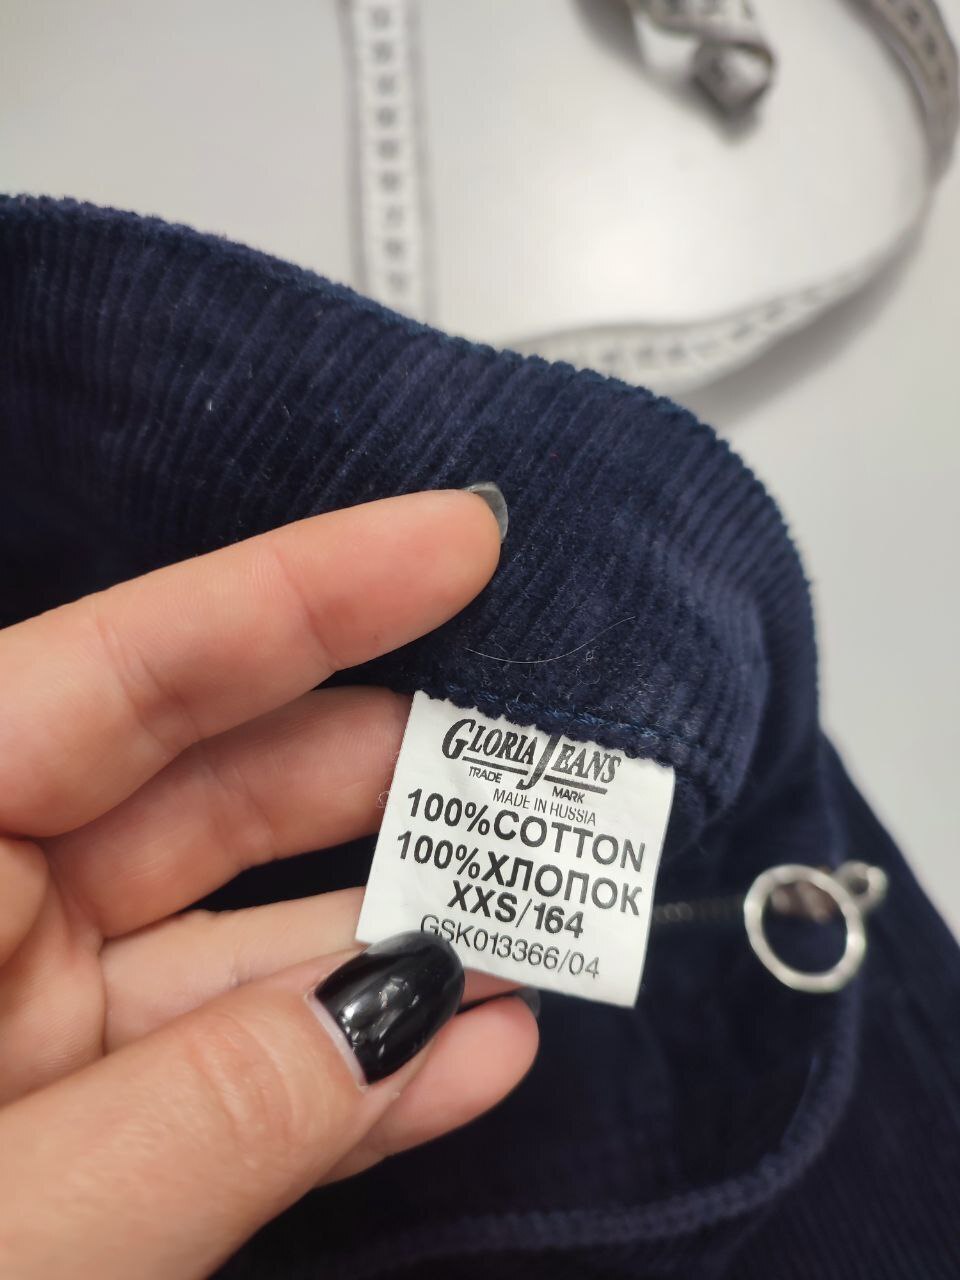 GLORIA JEANS
TRADE MARK
MADE IN RUSSIA
100%COTTON
100%ХЛОПОК
XXS/164
GSK013366/04